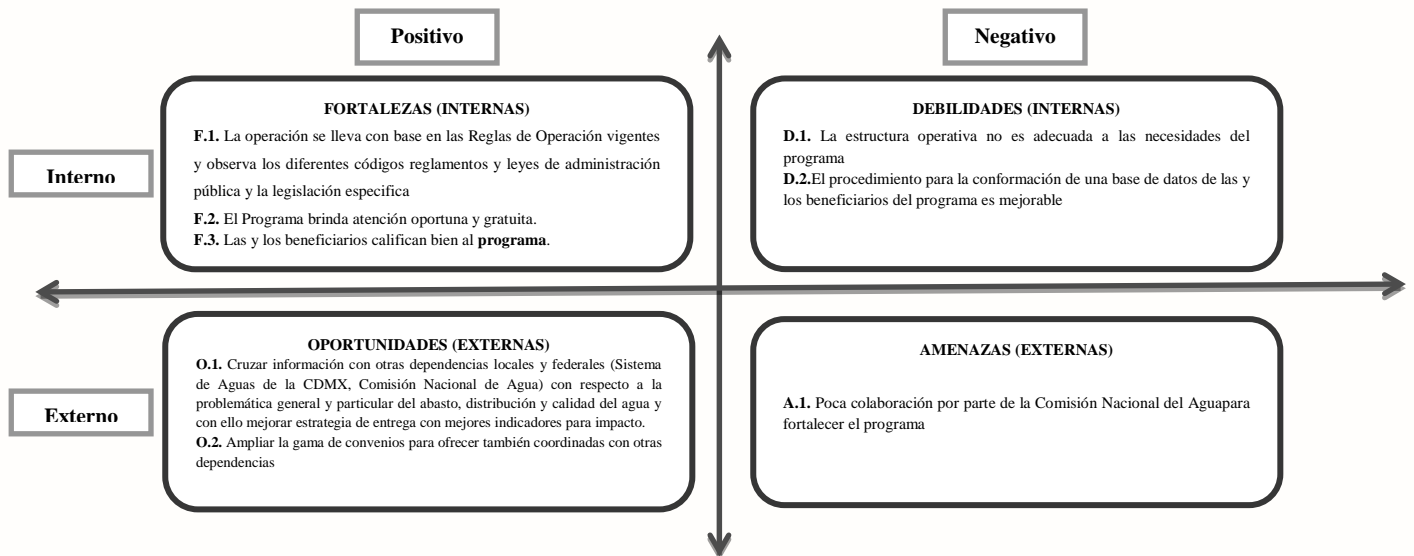 Positivo
Negativo
Interno
FORTALEZAS (INTERNAS)
F.1. La operación se lleva con base en las Reglas de Operación vigentes
y observa los diferentes códigos reglamentos y leyes de administración
pública y la legislación especifica
F.2. El Programa brinda atención oportuna y gratuita.
F.3. Las y los beneficiarios califican bien al programa.
DEBILIDADES (INTERNAS)
D.1. La estructura operativa no es adecuada a las necesidades del
programa
D.2.El procedimiento para la conformación de una base de datos de las y
los beneficiarios del programa es mejorable
Externo
OPORTUNIDADES (EXTERNAS)
O.1. Cruzar información con otras dependencias locales y federales (Sistema
de Aguas de la CDMX, Comisión Nacional de Agua) con respecto a la
problemática general y particular del abasto, distribución y calidad del agua y
con ello mejorar estrategia de entrega con mejores indicadores para impacto.
O.2. Ampliar la gama de convenios para ofrecer también coordinadas con otras
dependencias
AMENAZAS (EXTERNAS)
A.1. Poca colaboración por parte de la Comisión Nacional del Aguapara
fortalecer el programa